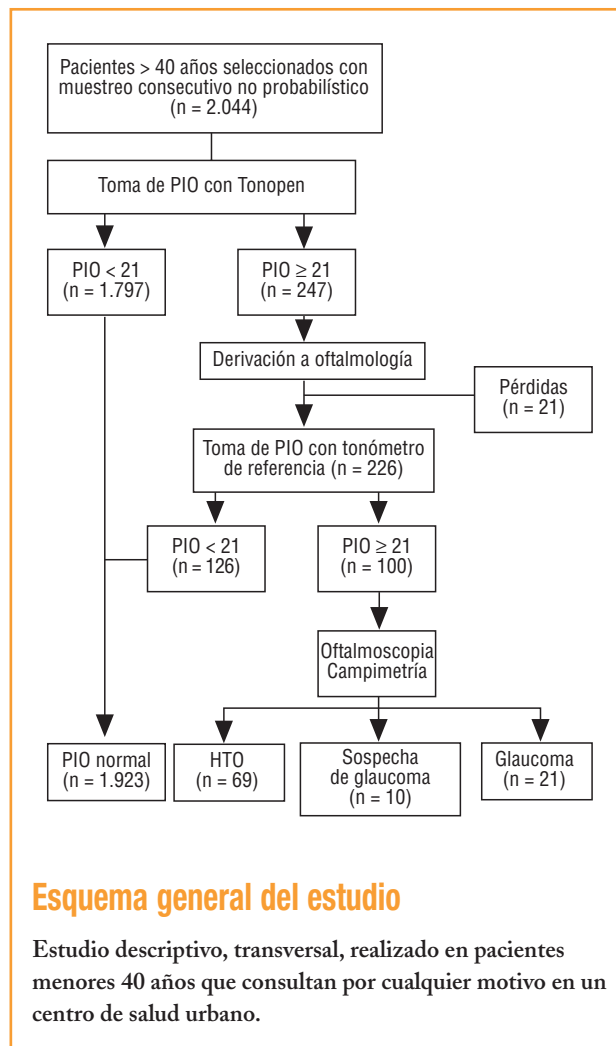 Pacientes > 40 años seleccionados con
muestreo consecutivo no probabilístico
(n = 2.044)
Toma de PIO con Tonopen
PIO < 21
(n = 1.797)
PIO ≥ 21
(n = 247)
Derivación a oftalmología
Pérdidas
(n = 21)
Toma de PIO con tonómetro
de referencia (n = 226)
PIO < 21
(n = 126)
PIO ≥ 21
(n = 100)
Oftalmoscopia
Campimetría
PIO normal
(n = 1.923)
HTO
(n = 69)
Sospecha
de glaucoma
(n = 10)
Glaucoma
(n = 21)
Esquema general del estudio
Estudio descriptivo, transversal, realizado en pacientes
menores 40 años que consultan por cualquier motivo en un
centro de salud urbano.